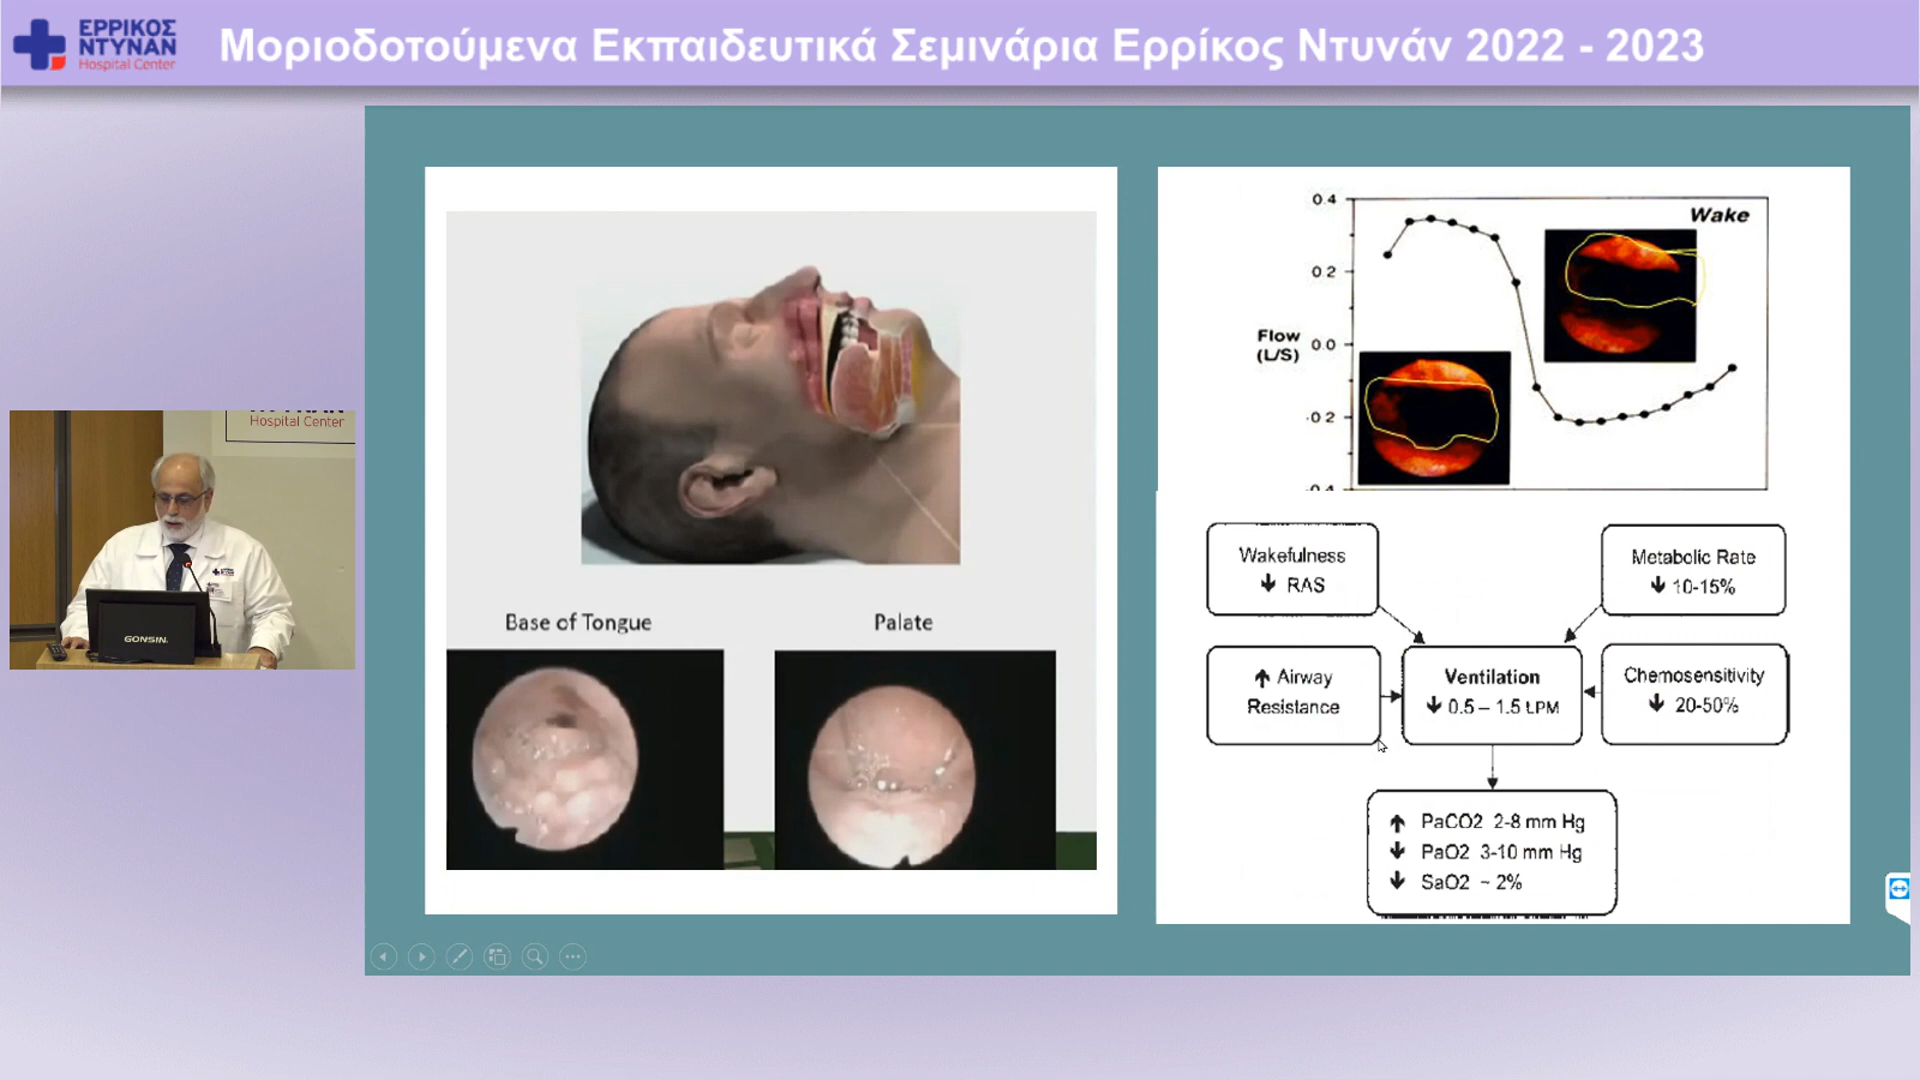 ΕΡΡΙΚΟΣ
ΝΤΥΝΑΝ
Hospital Center
Μοριοδοτούμενα Εκπαιδευτικά Σεμινάρια Ερρίκος Ντυνάν 2022 - 2023
Hospital Center
GONSIN.
Base of Tongue
Palate
Wake
0.4
0.2
Flow
(L/S)
0.0
-0.2
Wakefulness
↓ RAS
Metabolic Rate
↓ 10-15%
↑ Airway
Resistance
Ventilation
↓ 0.5 – 1.5 LPM
Chemosensitivity
↓ 20-50%
↑ PaCO2 2-8 mm Hg
↓ PaO2 3-10 mm Hg
↓ SaO2 ~ 2%